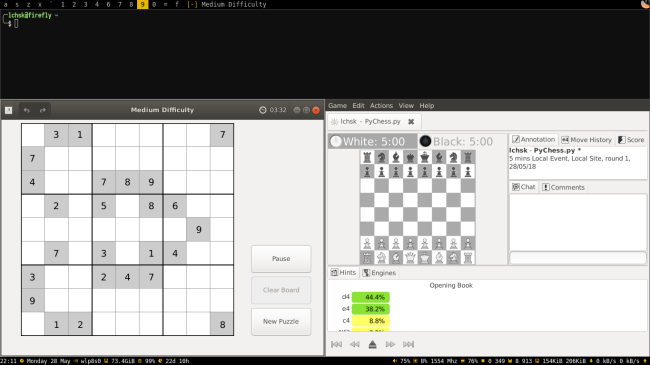 a s z x ` 1 2 3 4 5 6 7 8 9 0 = f [-] Medium Difficulty
lchsk@firefly ~
$
Medium Difficulty 03:32
3 1 7
7
4 7 8 9
2 5 8 6
9
7 3 1 4
3 2 4 7
9
1 2 8
Pause
Clear Board
New Puzzle
Game Edit Actions View Help
lchsk - PyChess.py
White: 5:00 Black: 5:00
Annotation Move History Score
lchsk - PyChess.py *
5 mins Local Event, Local Site, round 1,
28/05/18
Chat Comments
Hints Engines
Opening Book
d4 44.4%
e4 38.2%
c4 8.8%
22:11 Monday 28 May wlp8s0 73.4GiB 99% 22d 10h
75% 8% 1554 Mhz 76% 0 349 8 913 154KiB 206KiB 0 kB/s 0 kB/s